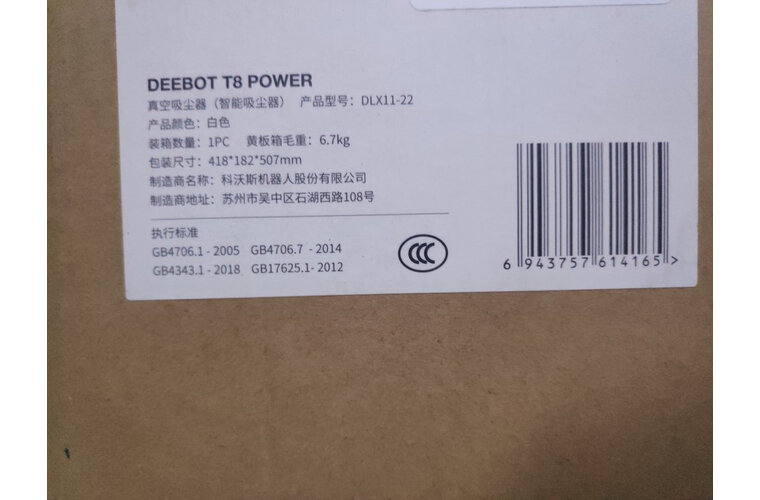 DEEBOT T8 POWER
真空吸尘器（智能吸尘器） 产品型号：DLX11-22
产品颜色：白色
装箱数量：1PC 黄板箱毛重：6.7kg
包装尺寸：418*182*507mm
制造商名称：科沃斯机器人股份有限公司
制造商地址：苏州市吴中区石湖西路108号
执行标准
GB4706.1 - 2005 GB4706.7 - 2014
GB4343.1 - 2018 GB17625.1- 2012
CCC
6 943757 614165>